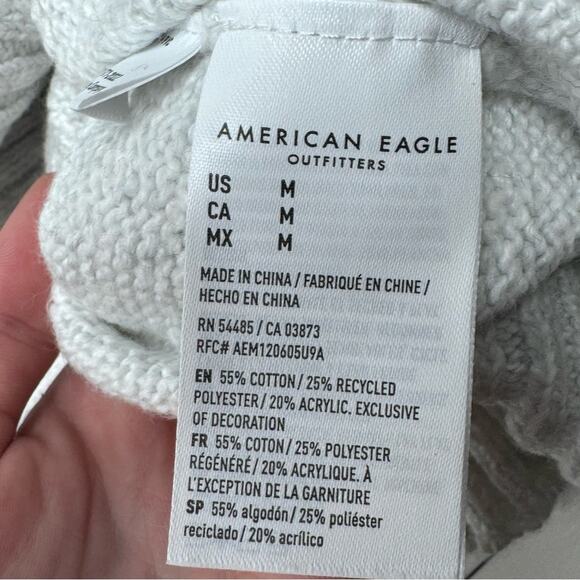 AMERICAN EAGLE
OUTFITTERS
US M
CA M
MX M
MADE IN CHINA / FABRIQUÉ EN CHINE /
HECHO EN CHINA
RN 54485 / CA 03873
RFC# AEM120605U9A
EN 55% COTTON / 25% RECYCLED
POLYESTER / 20% ACRYLIC. EXCLUSIVE
OF DECORATION
FR 55% COTON / 25% POLYESTER
RÉGÉNÉRÉ / 20% ACRYLIQUE. À
L'EXCEPTION DE LA GARNITURE
SP 55% algodón / 25% poliéster
reciclado / 20% acrílico